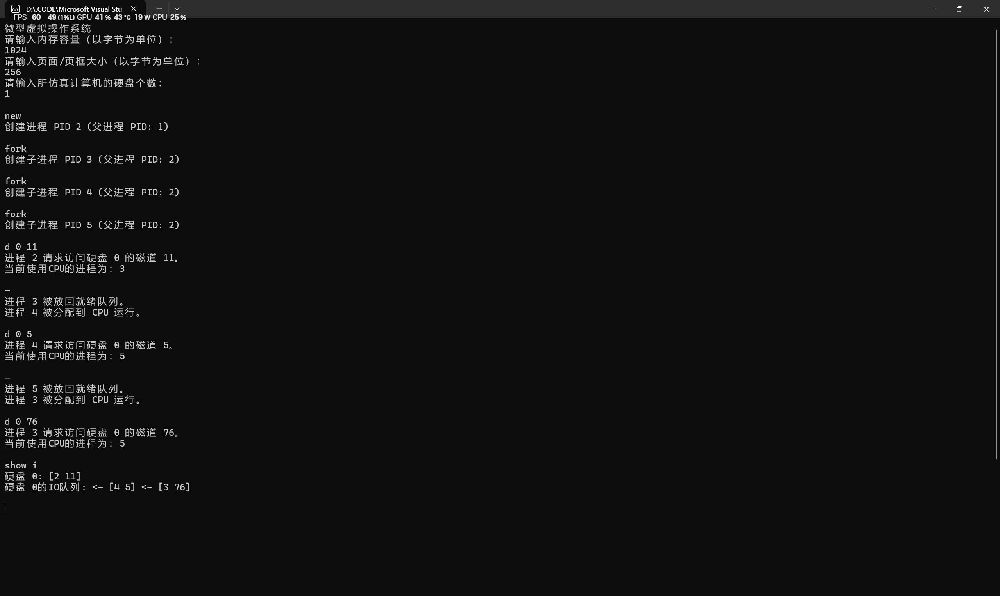 D:\.CODE\Microsoft Visual Stu
FPS 60 49 (1%L) GPU 41 % 43 °C 19 W CPU 25 %
微型虚拟操作系统
请输入内存容量（以字节为单位）：
1024
请输入页面/页框大小（以字节为单位）：
256
请输入所仿真计算机的硬盘个数：
1
new
创建进程 PID 2 (父进程 PID: 1)
fork
创建子进程 PID 3 (父进程 PID: 2)
fork
创建子进程 PID 4 (父进程 PID: 2)
fork
创建子进程 PID 5 (父进程 PID: 2)
d 0 11
进程 2 请求访问硬盘 0 的磁道 11。
当前使用CPU的进程为：3
-
进程 3 被放回就绪队列。
进程 4 被分配到 CPU 运行。
d 0 5
进程 4 请求访问硬盘 0 的磁道 5。
当前使用CPU的进程为：5
-
进程 5 被放回就绪队列。
进程 3 被分配到 CPU 运行。
d 0 76
进程 3 请求访问硬盘 0 的磁道 76。
当前使用CPU的进程为：5
show i
硬盘 0: [2 11]
硬盘 0的IO队列：<- [4 5] <- [3 76]